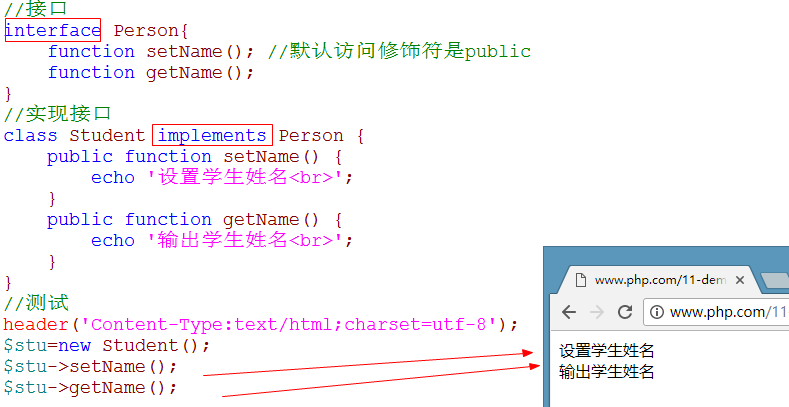 //接口
interface Person{
    function setName(); //默认访问修饰符是public
    function getName();
}
//实现接口
class Student implements Person {
    public function setName() {
        echo '设置学生姓名<br>';
    }
    public function getName() {
        echo '输出学生姓名<br>';
    }
}
//测试
header('Content-Type:text/html;charset=utf-8');
$stu=new Student();
$stu->setName();
$stu->getName();
www.php.com/11-dem
www.php.com/11
设置学生姓名
输出学生姓名